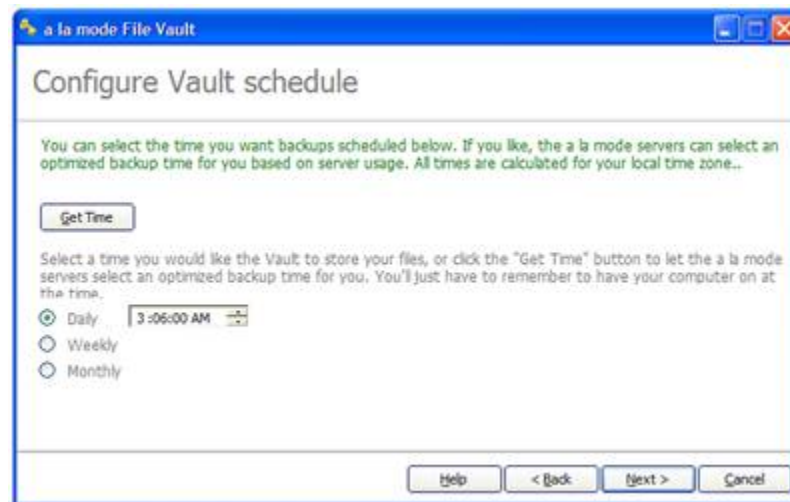 a la mode File Vault
Configure Vault schedule
You can select the time you want backups scheduled below. If you like, the a la mode servers can select an
optimized backup time for you based on server usage. All times are calculated for your local time zone..
Get Time
Select a time you would like the Vault to store your files, or click the "Get Time" button to let the a la mode
servers select an optimized backup time for you. You'll just have to remember to have your computer on at
the time.
Daily 3:06:00 AM
Weekly
Monthly
Help < Back Next > Cancel